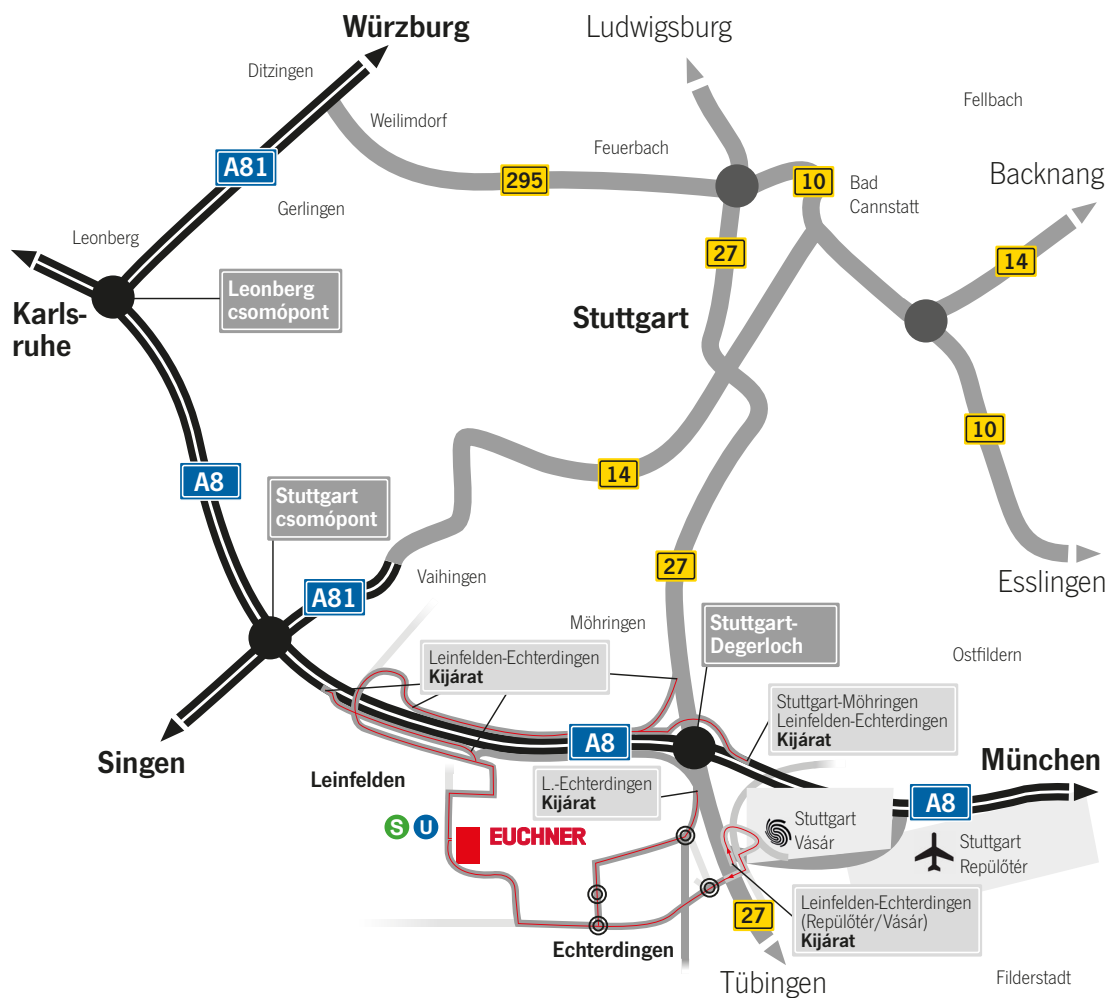 Würzburg
Ludwigsburg
Ditzingen
Fellbach
Weilimdorf
Feuerbach
A81
295
10
Bad
Cannstatt
Backnang
Gerlingen
Leonberg
27
14
Leonberg
csomópont
Karls-
ruhe
Stuttgart
10
A8
14
Stuttgart
csomópont
27
Esslingen
Vaihingen
A81
Möhringen
Stuttgart-
Degerloch
Leinfelden-Echterdingen
Kijárat
Ostfildern
Stuttgart-Möhringen
Leinfelden-Echterdingen
Kijárat
A8
Singen
Leinfelden
München
L.-Echterdingen
Kijárat
A8
S
U
EUCHNER
Stuttgart
Vásár
Stuttgart
Repülőtér
Leinfelden-Echterdingen
(Repülőtér/Vásár)
Kijárat
27
Echterdingen
Tübingen
Filderstadt